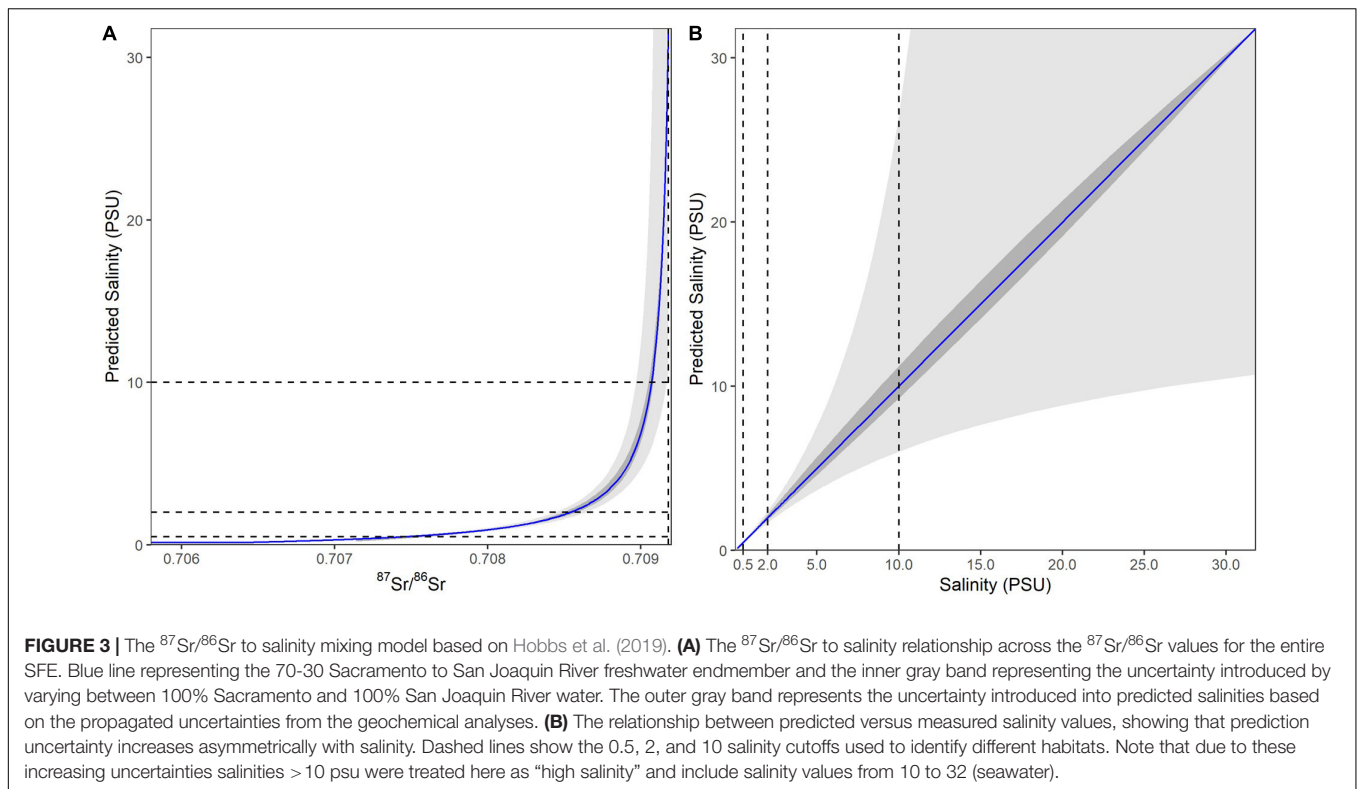 A
30
20
10
0
Predicted Salinity (PSU)
0.706 0.707 0.708 0.709
⁸⁷Sr/⁸⁶Sr
B
30
20
10
0
Predicted Salinity (PSU)
0.5 2.0 5.0 10.0 15.0 20.0 25.0 30.0
Salinity (PSU)
FIGURE 3 | The ⁸⁷Sr/⁸⁶Sr to salinity mixing model based on Hobbs et al. (2019). (A) The ⁸⁷Sr/⁸⁶Sr to salinity relationship across the ⁸⁷Sr/⁸⁶Sr values for the entire
SFE. Blue line representing the 70-30 Sacramento to San Joaquin River freshwater endmember and the inner gray band representing the uncertainty introduced by
varying between 100% Sacramento and 100% San Joaquin River water. The outer gray band represents the uncertainty introduced into predicted salinities based
on the propagated uncertainties from the geochemical analyses. (B) The relationship between predicted versus measured salinity values, showing that prediction
uncertainty increases asymmetrically with salinity. Dashed lines show the 0.5, 2, and 10 salinity cutoffs used to identify different habitats. Note that due to these
increasing uncertainties salinities >10 psu were treated here as “high salinity” and include salinity values from 10 to 32 (seawater).